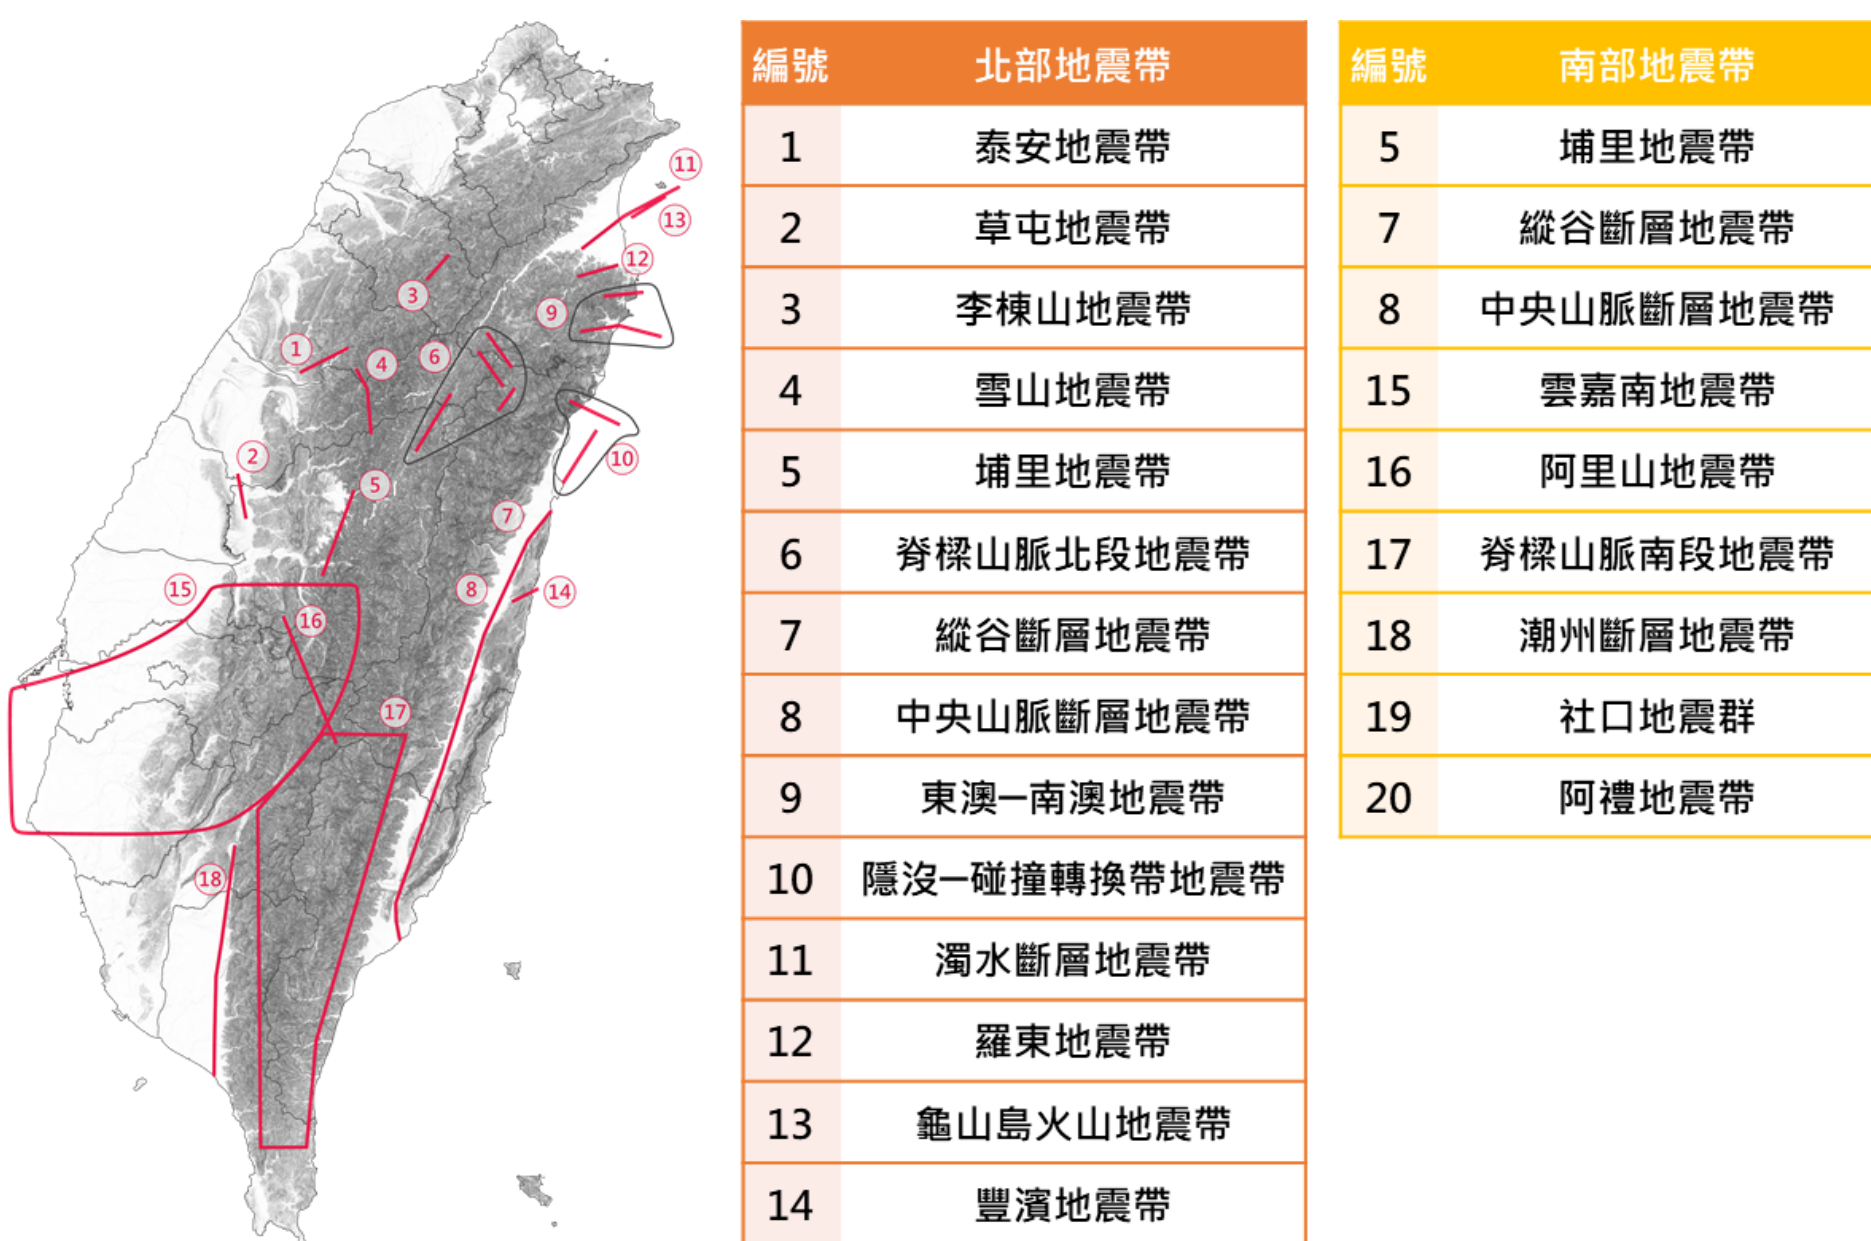 11
13
12
3
9
1
4
6
2
10
5
7
15
8
14
16
17
18
編號 北部地震帶
1 泰安地震帶
2 草屯地震帶
3 李棟山地震帶
4 雪山地震帶
5 埔里地震帶
6 脊樑山脈北段地震帶
7 縱谷斷層地震帶
8 中央山脈斷層地震帶
9 東澳—南澳地震帶
10 隱沒—碰撞轉換帶地震帶
11 濁水斷層地震帶
12 羅東地震帶
13 龜山島火山地震帶
14 豐濱地震帶
編號 南部地震帶
5 埔里地震帶
7 縱谷斷層地震帶
8 中央山脈斷層地震帶
15 雲嘉南地震帶
16 阿里山地震帶
17 脊樑山脈南段地震帶
18 潮州斷層地震帶
19 社口地震群
20 阿禮地震帶